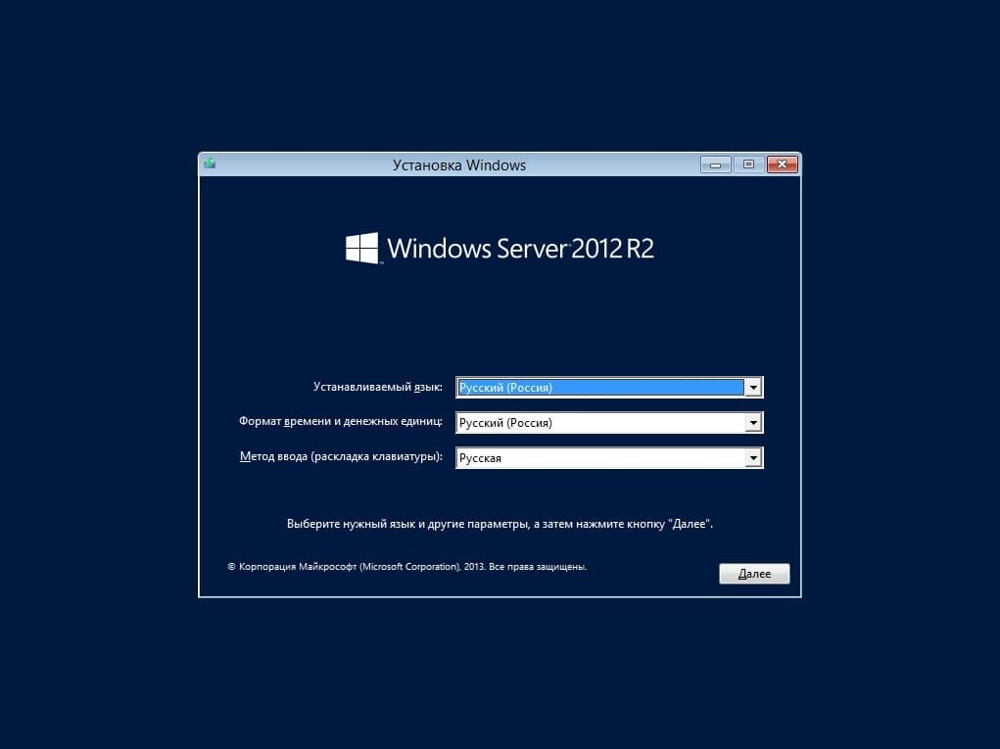 Установка Windows
Windows Server 2012 R2
Устанавливаемый язык: Русский (Россия)
Формат времени и денежных единиц: Русский (Россия)
Метод ввода (раскладка клавиатуры): Русская
Выберите нужный язык и другие параметры, а затем нажмите кнопку "Далее".
© Корпорация Майкрософт (Microsoft Corporation), 2013. Все права защищены.
Далее